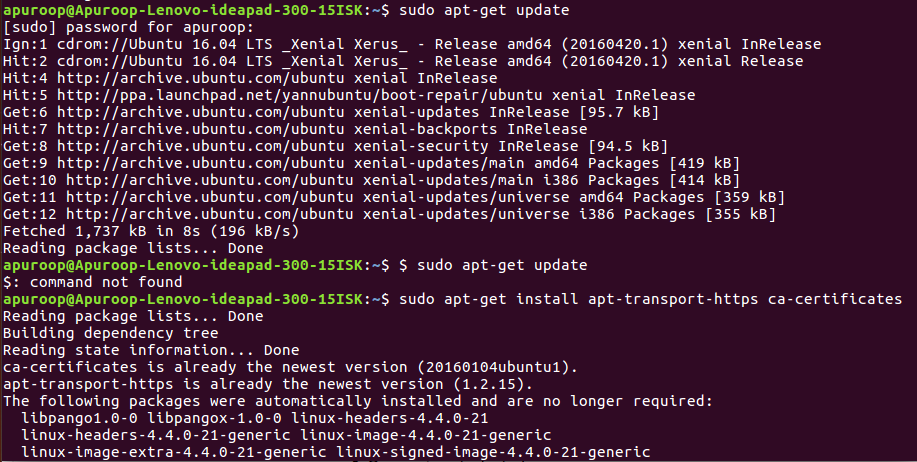 apuroop@Apuroop-Lenovo-ideapad-300-15ISK:~$ sudo apt-get update
[sudo] password for apuroop:
Ign:1 cdrom://Ubuntu 16.04 LTS _Xenial Xerus_ - Release amd64 (20160420.1) xenial InRelease
Hit:2 cdrom://Ubuntu 16.04 LTS _Xenial Xerus_ - Release amd64 (20160420.1) xenial Release
Hit:4 http://archive.ubuntu.com/ubuntu xenial InRelease
Hit:5 http://ppa.launchpad.net/yannubuntu/boot-repair/ubuntu xenial InRelease
Get:6 http://archive.ubuntu.com/ubuntu xenial-updates InRelease [95.7 kB]
Hit:7 http://archive.ubuntu.com/ubuntu xenial-backports InRelease
Get:8 http://archive.ubuntu.com/ubuntu xenial-security InRelease [94.5 kB]
Get:9 http://archive.ubuntu.com/ubuntu xenial-updates/main amd64 Packages [419 kB]
Get:10 http://archive.ubuntu.com/ubuntu xenial-updates/main i386 Packages [414 kB]
Get:11 http://archive.ubuntu.com/ubuntu xenial-updates/universe amd64 Packages [359 kB]
Get:12 http://archive.ubuntu.com/ubuntu xenial-updates/universe i386 Packages [355 kB]
Fetched 1,737 kB in 8s (196 kB/s)
Reading package lists... Done
apuroop@Apuroop-Lenovo-ideapad-300-15ISK:~$ $ sudo apt-get update
$: command not found
apuroop@Apuroop-Lenovo-ideapad-300-15ISK:~$ sudo apt-get install apt-transport-https ca-certificates
Reading package lists... Done
Building dependency tree
Reading state information... Done
ca-certificates is already the newest version (20160104ubuntu1).
apt-transport-https is already the newest version (1.2.15).
The following packages were automatically installed and are no longer required:
  libpango1.0-0 libpangox-1.0-0 linux-headers-4.4.0-21
  linux-headers-4.4.0-21-generic linux-image-4.4.0-21-generic
  linux-image-extra-4.4.0-21-generic linux-signed-image-4.4.0-21-generic